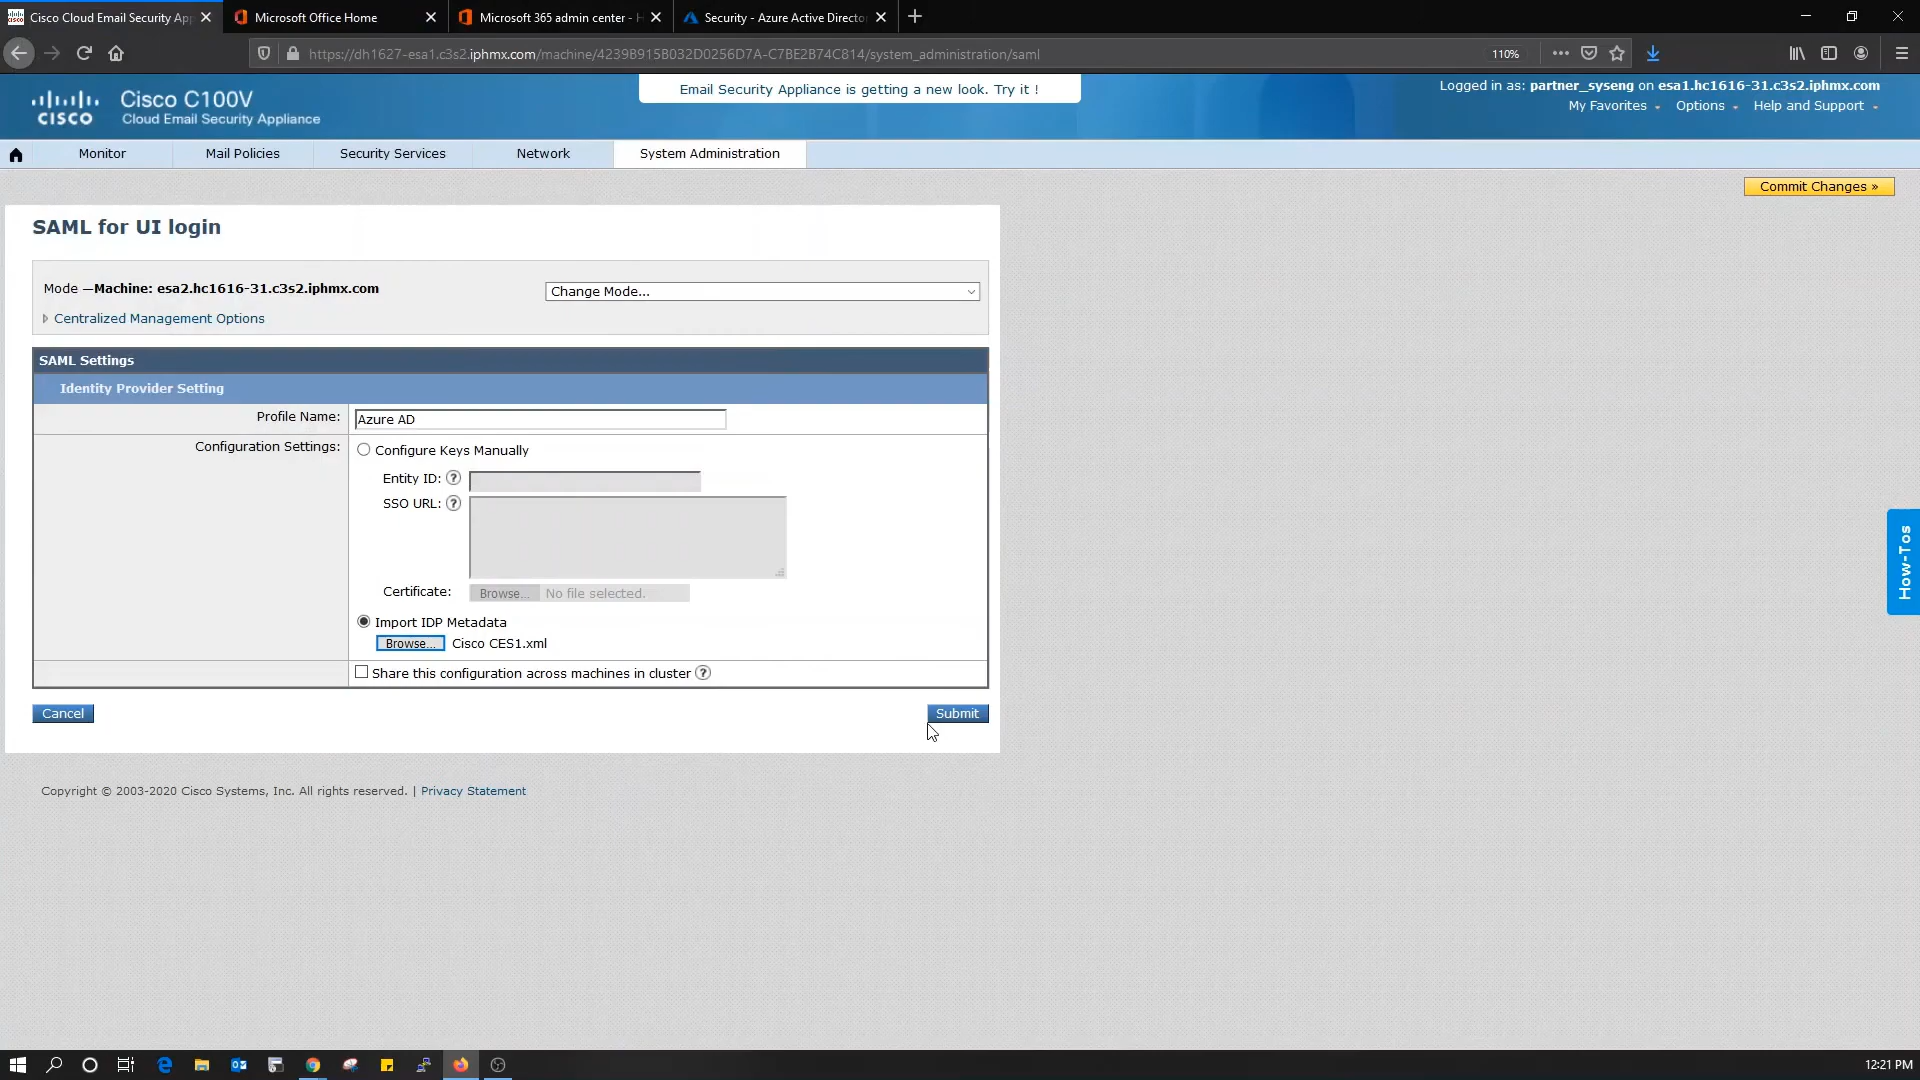 Cisco Cloud Email Security App
Microsoft Office Home
Microsoft 365 admin center - H
Security - Azure Active Directo
https://dh1627-esa1.c3s2.iphmx.com/machine/4239B915B032D0256D7A-C7BE2B74C814/system_administration/saml
110%
CISCO
Cisco C100V
Cloud Email Security Appliance
Email Security Appliance is getting a new look. Try it !
Logged in as: partner_syseng on esa1.hc1616-31.c3s2.iphmx.com
My Favorites Options Help and Support
Monitor
Mail Policies
Security Services
Network
System Administration
Commit Changes »
SAML for UI login
Mode —Machine: esa2.hc1616-31.c3s2.iphmx.com
Change Mode...
Centralized Management Options
SAML Settings
Identity Provider Setting
Profile Name:
Azure AD
Configuration Settings:
Configure Keys Manually
Entity ID: ?
SSO URL: ?
Certificate:
Browse... No file selected.
Import IDP Metadata
Browse... Cisco CES1.xml
Share this configuration across machines in cluster ?
Cancel
Submit
How-Tos
Copyright © 2003-2020 Cisco Systems, Inc. All rights reserved. | Privacy Statement
12:21 PM